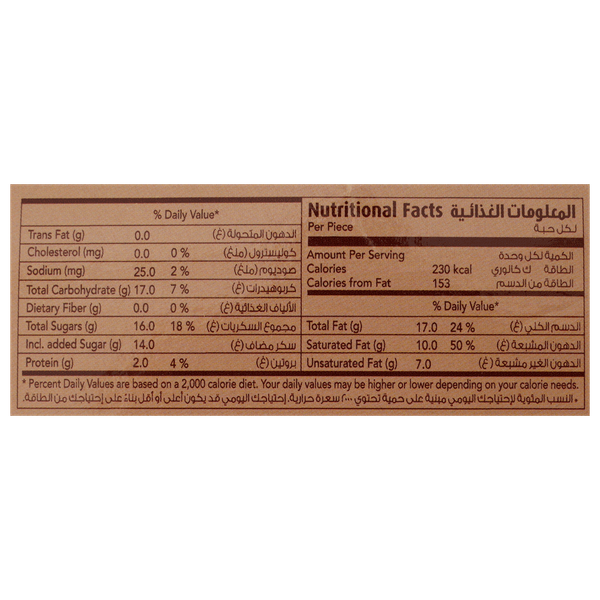 % Daily Value*
Trans Fat (g) 0.0 الدهون المتحولة (غ)
Cholesterol (mg) 0.0 0 % كوليسترول (ملغ)
Sodium (mg) 25.0 2 % صوديوم (ملغ)
Total Carbohydrate (g) 17.0 7 % كربوهيدرات (غ)
Dietary Fiber (g) 0.0 0 % الألياف الغذائية (غ)
Total Sugars (g) 16.0 18 % مجموع السكريات (غ)
Incl. added Sugar (g) 14.0 سكر مضاف (غ)
Protein (g) 2.0 4 % بروتين (غ)
Nutritional Facts المعلومات الغذائية
Per Piece لكل حبة
Amount Per Serving الكمية لكل وحدة
Calories 230 kcal الطاقة ك كالوري
Calories from Fat 153 الطاقة من الدسم
% Daily Value*
Total Fat (g) 17.0 24 % الدسم الكلي (غ)
Saturated Fat (g) 10.0 50 % الدهون المشبعة (غ)
Unsaturated Fat (g) 7.0 الدهون الغير مشبعة (غ)
* Percent Daily Values are based on a 2,000 calorie diet. Your daily values may be higher or lower depending on your calorie needs.
* النسب المئوية لإحتياجك اليومي مبنية على حمية تحتوي ٢٠٠٠ سعرة حرارية. إحتياجك اليومي قد يكون أعلى أو أقل بناءً على إحتياجك من الطاقة.